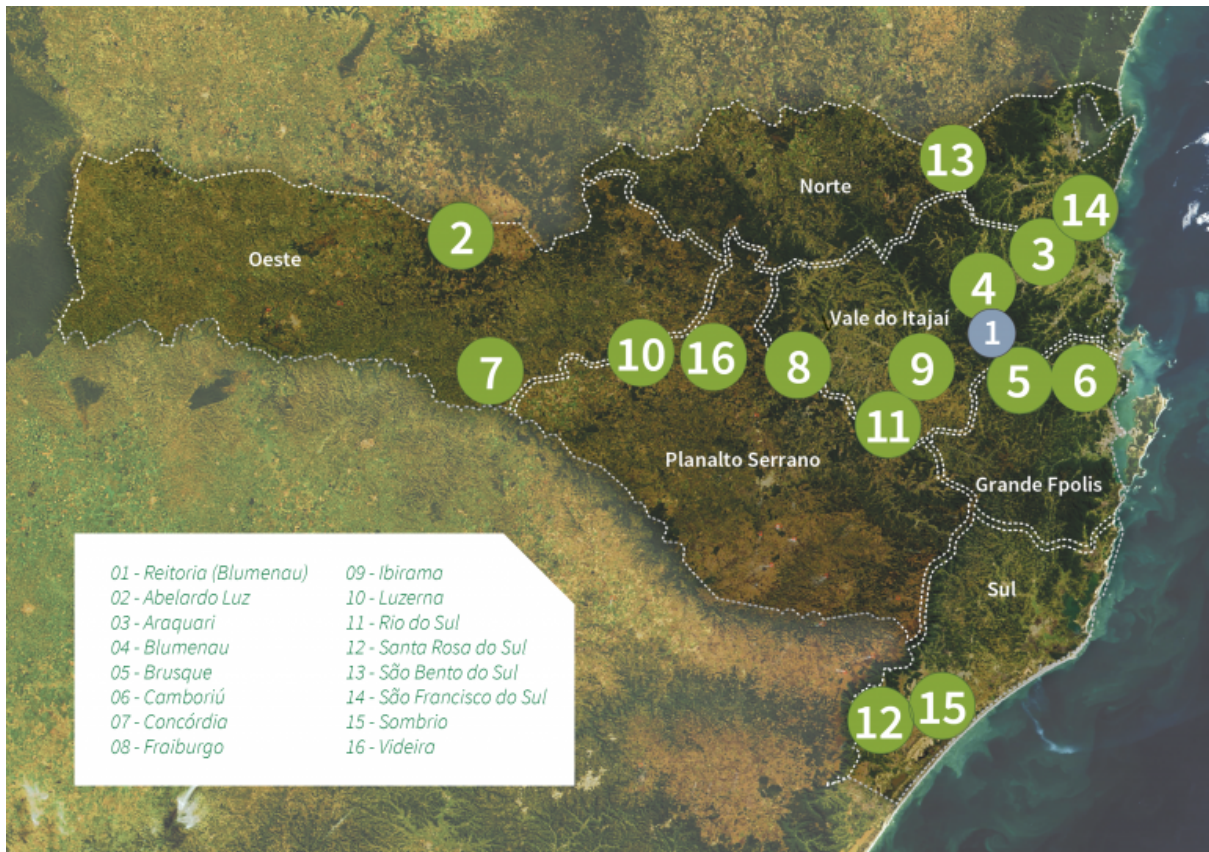 13
Norte
14
2
3
Oeste
4
Vale do Itajaí
1
10
16
8
9
7
5
6
11
Planalto Serrano
Grande Fpolis
Sul
12
15
01 - Reitoria (Blumenau)
02 - Abelardo Luz
03 - Araquari
04 - Blumenau
05 - Brusque
06 - Camboriú
07 - Concórdia
08 - Fraiburgo
09 - Ibirama
10 - Luzerna
11 - Rio do Sul
12 - Santa Rosa do Sul
13 - São Bento do Sul
14 - São Francisco do Sul
15 - Sombrio
16 - Videira